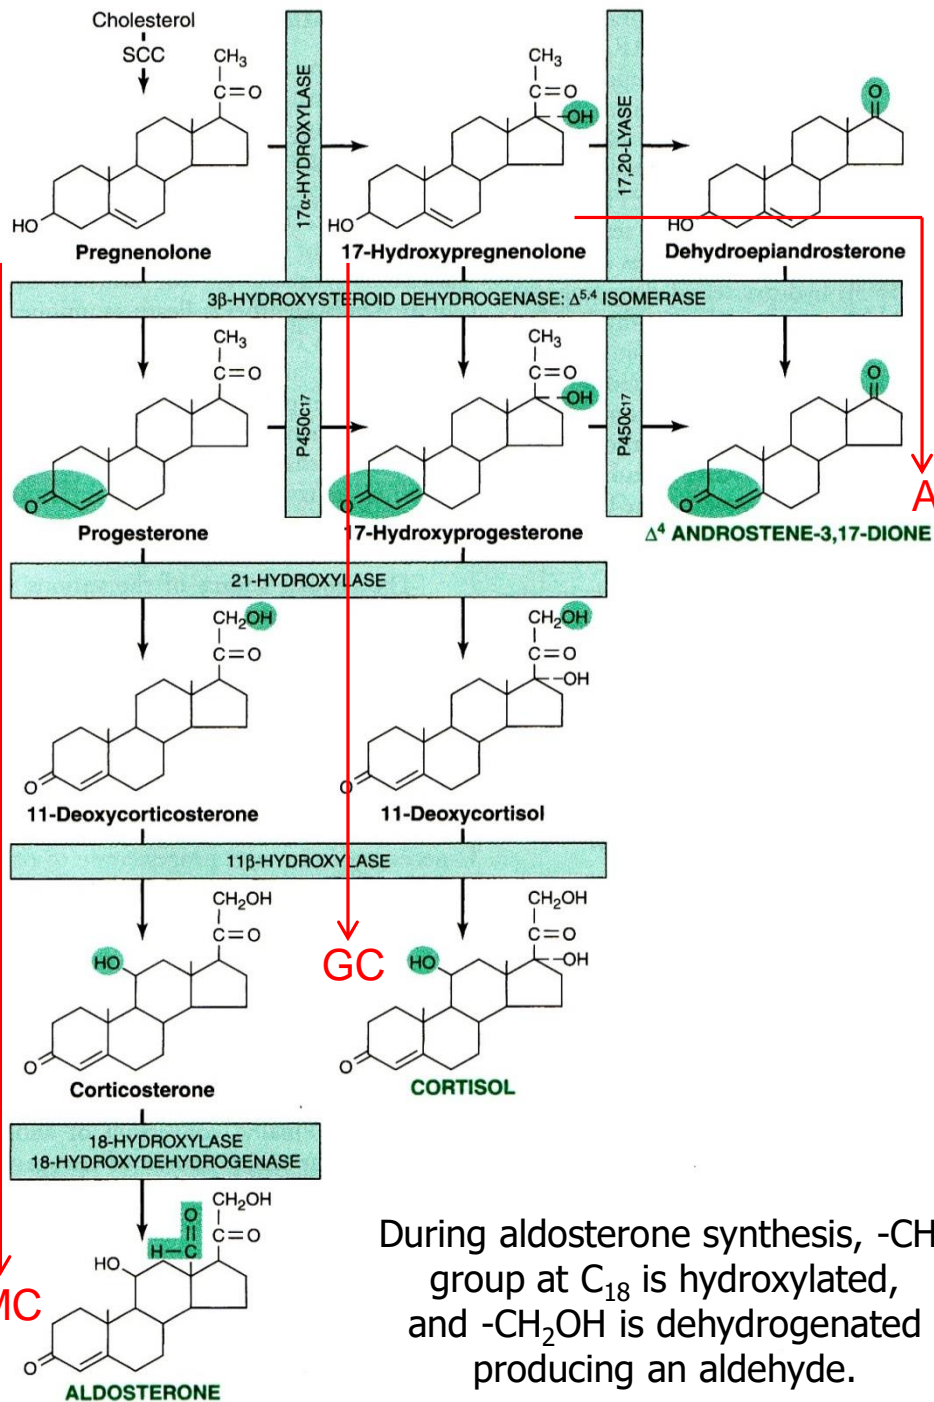 Cholesterol
SCC
CH3
C=O
HO
Pregnenolone
17α-HYDROXYLASE
CH3
C=O
OH
HO
17-Hydroxypregnenolone
17,20-LYASE
O
HO
Dehydroepiandrosterone
3β-HYDROXYSTEROID DEHYDROGENASE: Δ5,4 ISOMERASE
CH3
C=O
O
Progesterone
P450C17
CH3
C=O
OH
O
17-Hydroxyprogesterone
P450C17
O
O
Δ4 ANDROSTENE-3,17-DIONE
A
21-HYDROXYLASE
CH2OH
C=O
O
11-Deoxycorticosterone
CH2OH
C=O
OH
O
11-Deoxycortisol
11β-HYDROXYLASE
CH2OH
C=O
HO
O
Corticosterone
GC
CH2OH
C=O
OH
HO
O
CORTISOL
18-HYDROXYLASE
18-HYDROXYDEHYDROGENASE
CH2OH
O
C=O
H-C
HO
O
ALDOSTERONE
MC
During aldosterone synthesis, -CH
group at C18 is hydroxylated,
and -CH2OH is dehydrogenated
producing an aldehyde.